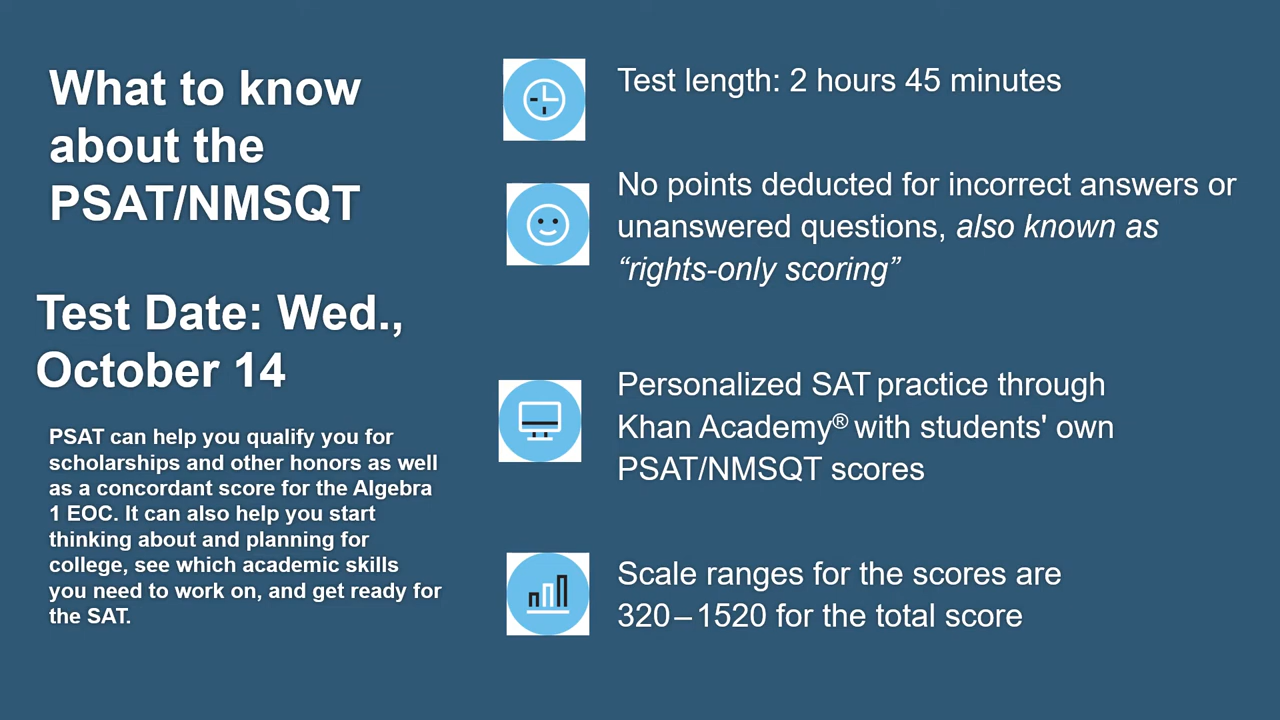 What to know
about the
PSAT/NMSQT
Test Date: Wed.,
October 14
PSAT can help you qualify you for
scholarships and other honors as well
as a concordant score for the Algebra
1 EOC. It can also help you start
thinking about and planning for
college, see which academic skills
you need to work on, and get ready for
the SAT.
Test length: 2 hours 45 minutes
No points deducted for incorrect answers or
unanswered questions, also known as
“rights-only scoring”
Personalized SAT practice through
Khan Academy® with students' own
PSAT/NMSQT scores
Scale ranges for the scores are
320–1520 for the total score